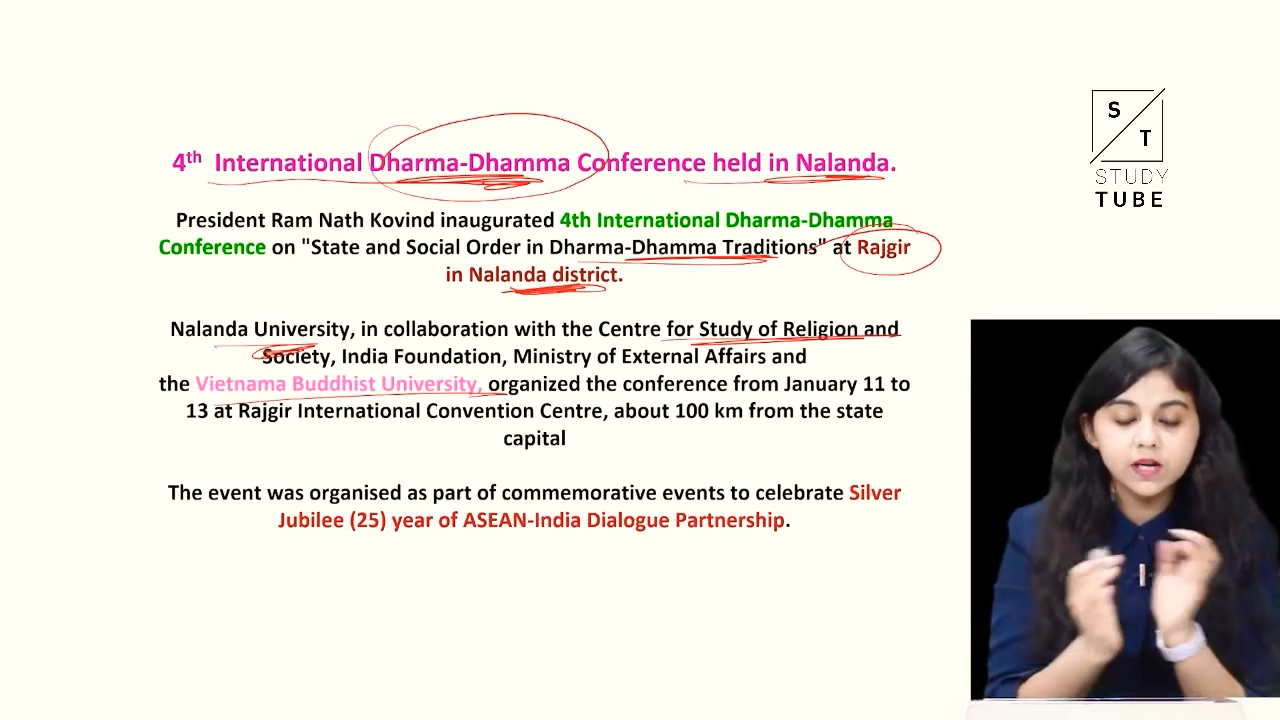 4th International Dharma-Dhamma Conference held in Nalanda.
President Ram Nath Kovind inaugurated 4th International Dharma-Dhamma
Conference on "State and Social Order in Dharma-Dhamma Traditions" at Rajgir
in Nalanda district.
Nalanda University, in collaboration with the Centre for Study of Religion and
Society, India Foundation, Ministry of External Affairs and
the Vietnama Buddhist University, organized the conference from January 11 to
13 at Rajgir International Convention Centre, about 100 km from the state
capital
The event was organised as part of commemorative events to celebrate Silver
Jubilee (25) year of ASEAN-India Dialogue Partnership.
S
T
STUDY
TUBE